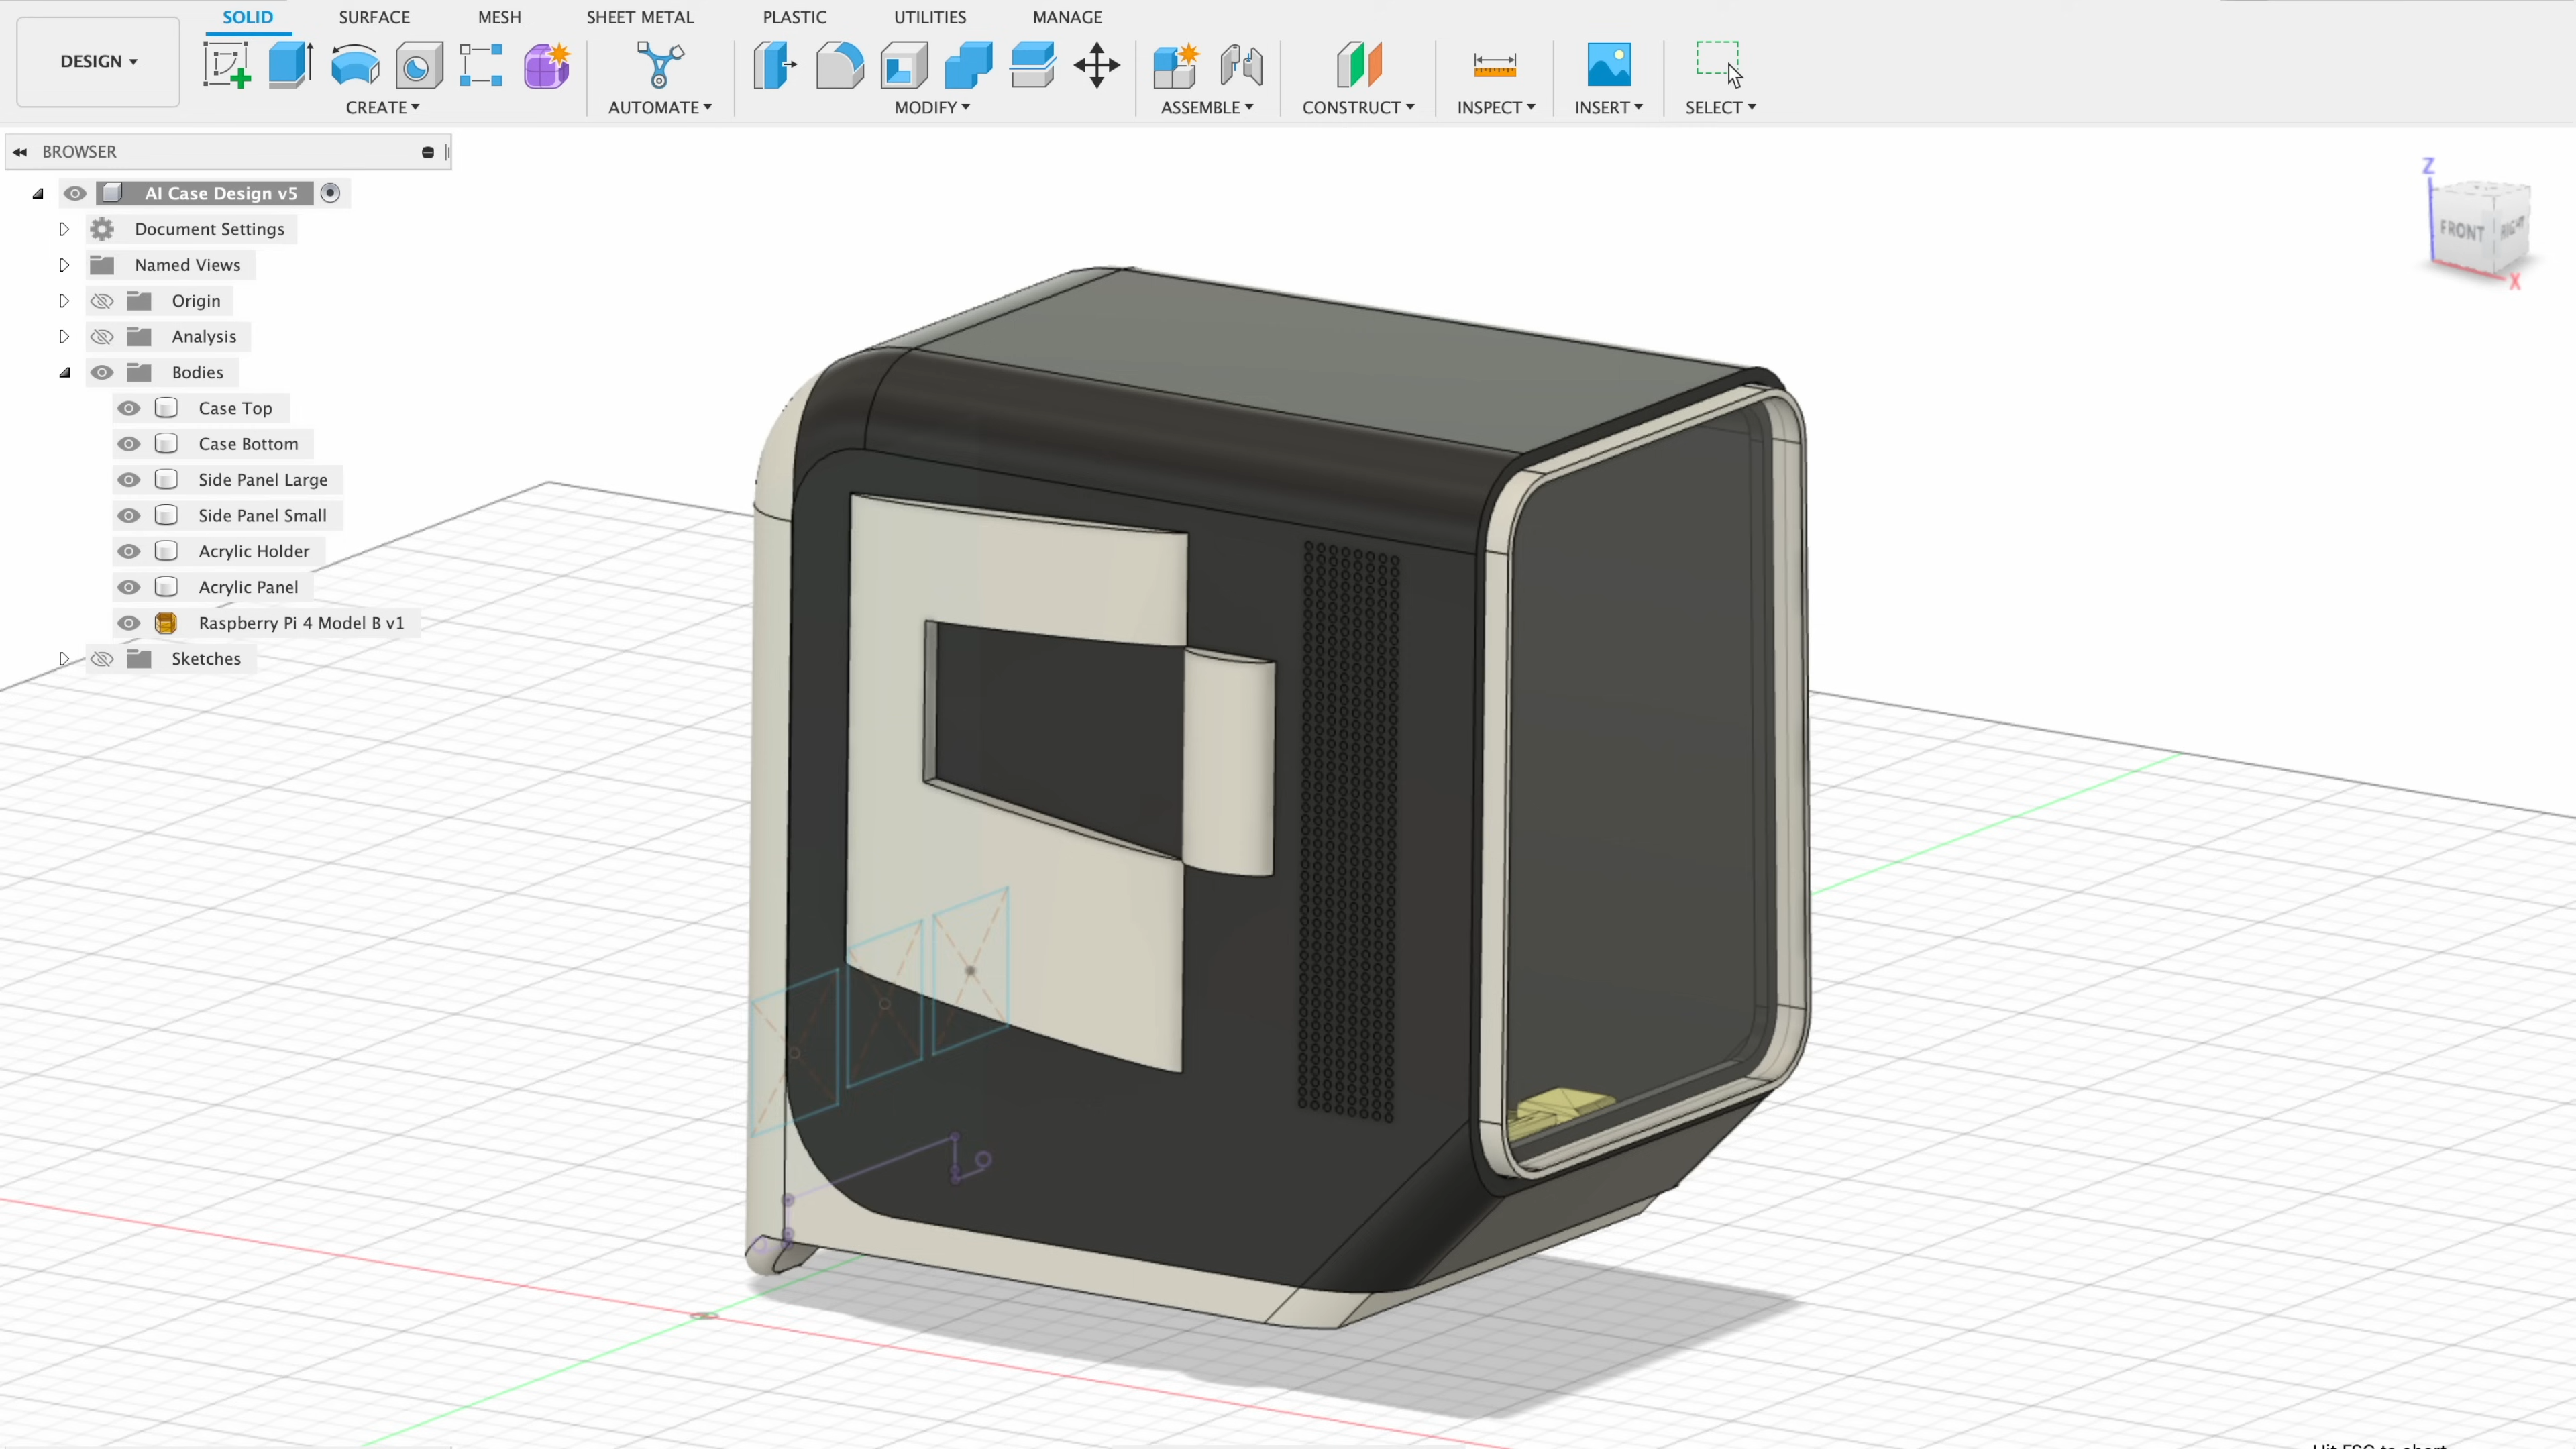 SOLID SURFACE MESH SHEET METAL PLASTIC UTILITIES MANAGE
DESIGN
CREATE AUTOMATE MODIFY ASSEMBLE CONSTRUCT INSPECT INSERT SELECT
BROWSER
AI Case Design v5
Document Settings
Named Views
Origin
Analysis
Bodies
Case Top
Case Bottom
Side Panel Large
Side Panel Small
Acrylic Holder
Acrylic Panel
Raspberry Pi 4 Model B v1
Sketches
Z
FRONT RIGHT
X